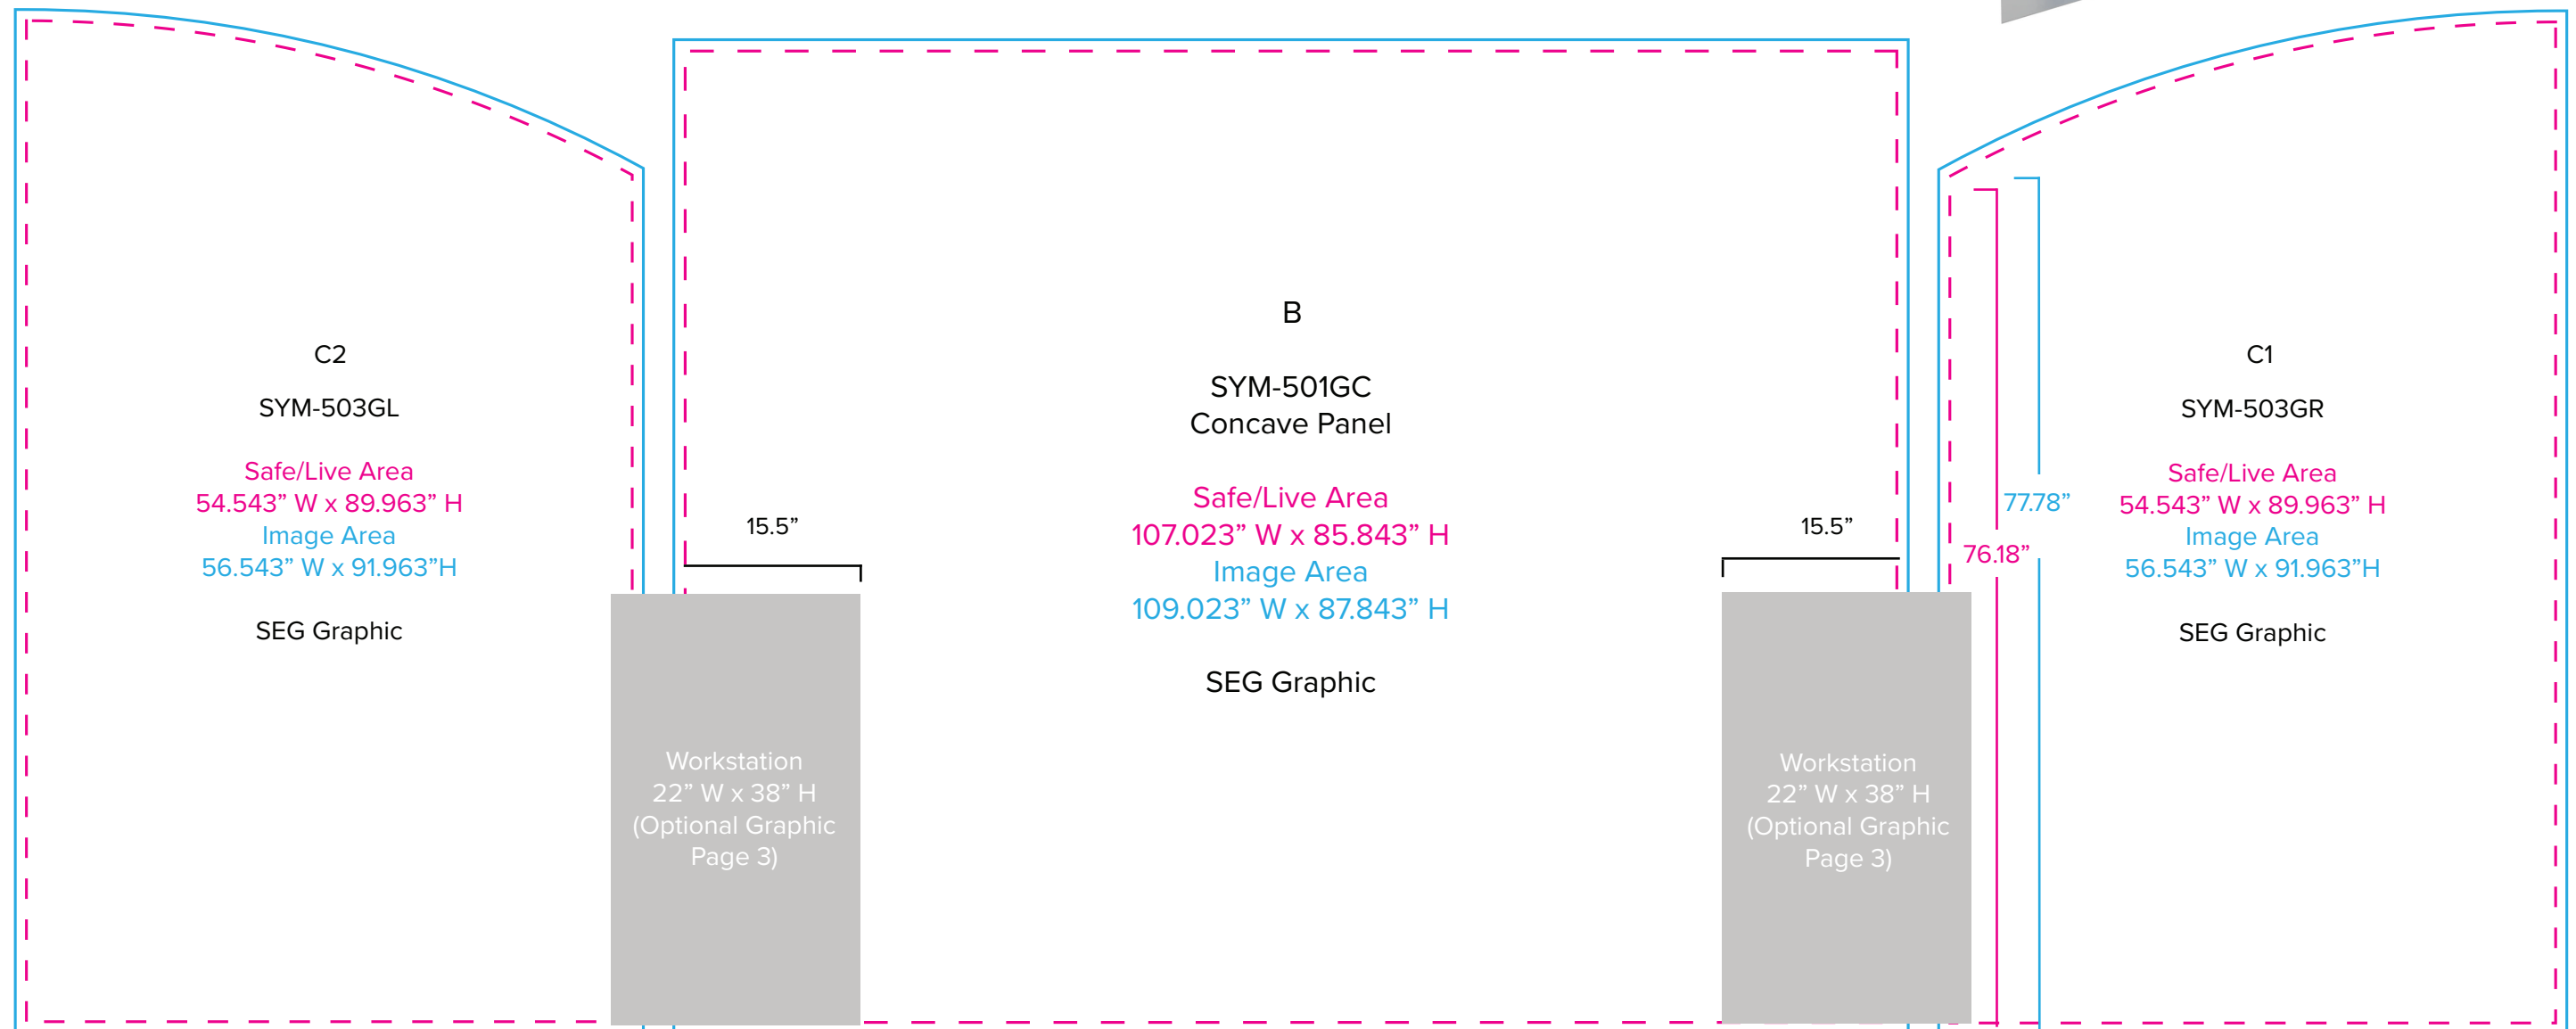 C2
SYM-503GL
Safe/Live Area
54.543” W x 89.963” H
Image Area
56.543” W x 91.963”H
SEG Graphic
15.5”
Workstation
22” W x 38” H
(Optional Graphic
Page 3)
B
SYM-501GC
Concave Panel
Safe/Live Area
107.023” W x 85.843” H
Image Area
109.023” W x 87.843” H
SEG Graphic
15.5”
Workstation
22” W x 38” H
(Optional Graphic
Page 3)
77.78”
76.18”
C1
SYM-503GR
Safe/Live Area
54.543” W x 89.963” H
Image Area
56.543” W x 91.963”H
SEG Graphic